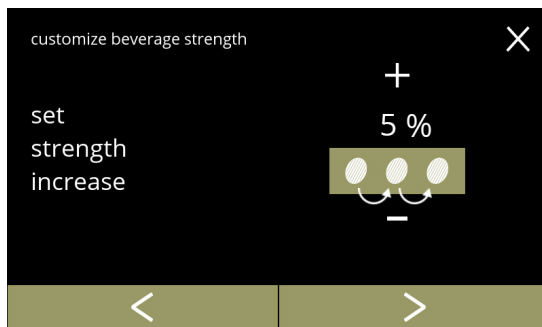 customize beverage strength
set
strength
increase
+
5 %
−
< >